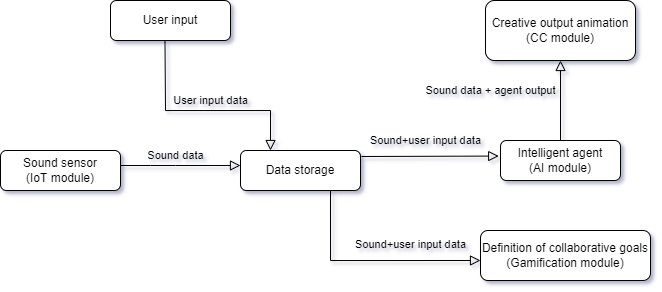 User input
Creative output animation
(CC module)
User input data
Sound data + agent output
Sound sensor
(IoT module)
Sound data
Data storage
Sound+user input data
Intelligent agent
(AI module)
Sound+user input data
Definition of collaborative goals
(Gamification module)